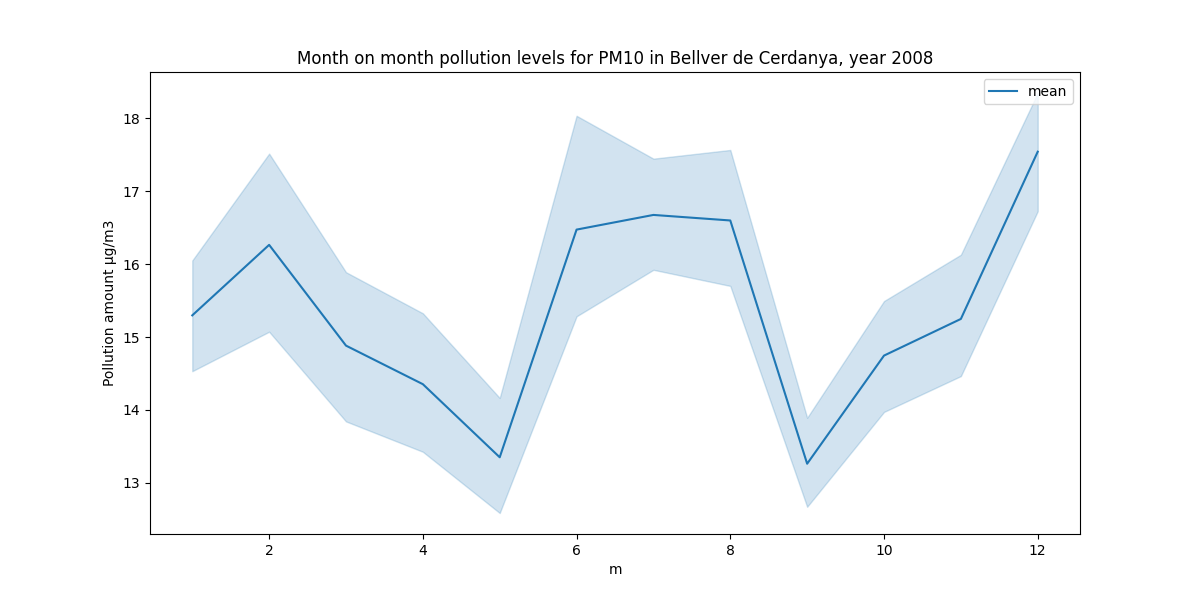 Month on month pollution levels for PM10 in Bellver de Cerdanya, year 2008
mean
Pollution amount µg/m3
18
17
16
15
14
13
2 4 6 8 10 12
m